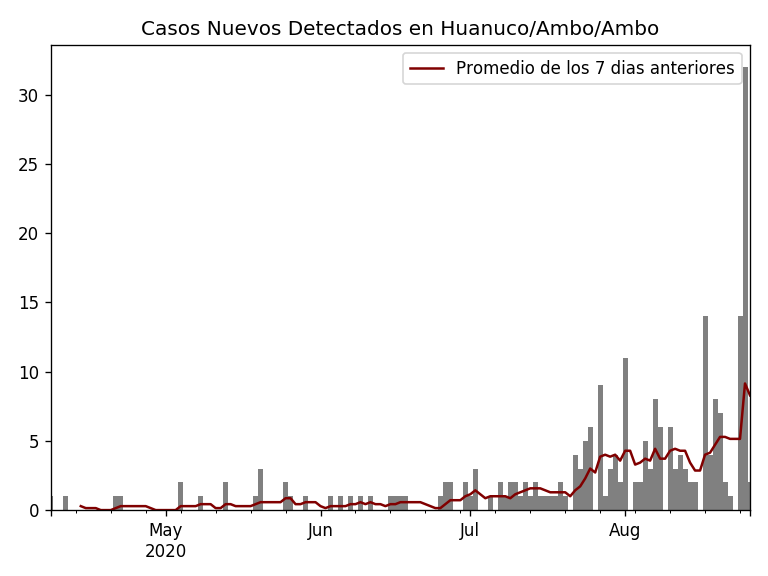 Casos Nuevos Detectados en Huanuco/Ambo/Ambo
Promedio de los 7 dias anteriores
30
25
20
15
10
5
0
May
2020
Jun
Jul
Aug